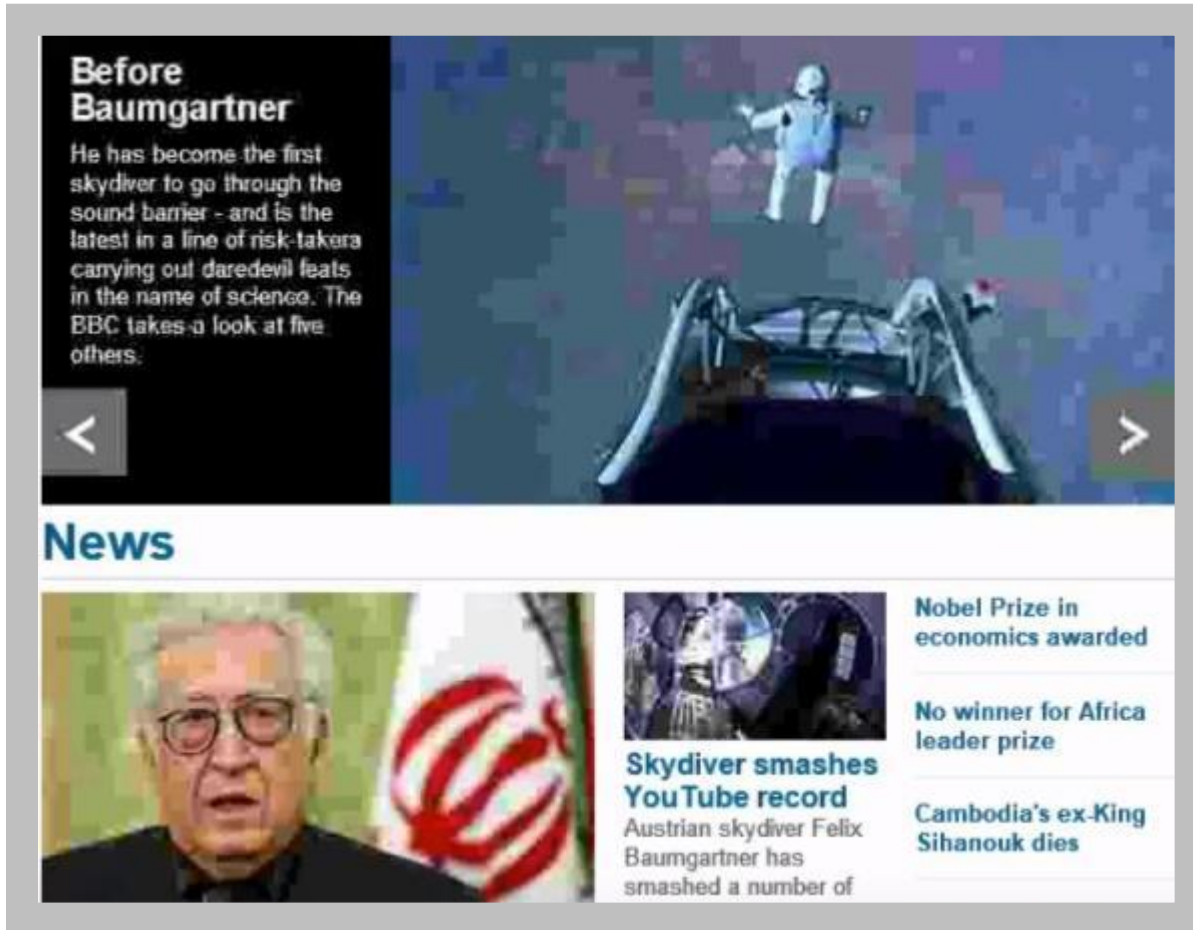 Before
Baumgartner
He has become the first
skydiver to go through the
sound barrier - and is the
latest in a line of risk-takers
carrying out daredevil feats
in the name of science. The
BBC takes a look at five
others.
<
>
News
Nobel Prize in
economics awarded
No winner for Africa
leader prize
Cambodia's ex-King
Sihanouk dies
Skydiver smashes
YouTube record
Austrian skydiver Felix
Baumgartner has
smashed a number of